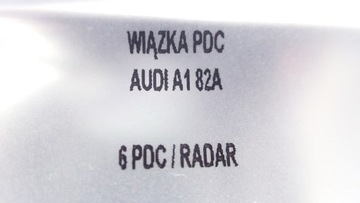 WIĄZKA PDC
AUDI A1 82A
6 PDC / RADAR